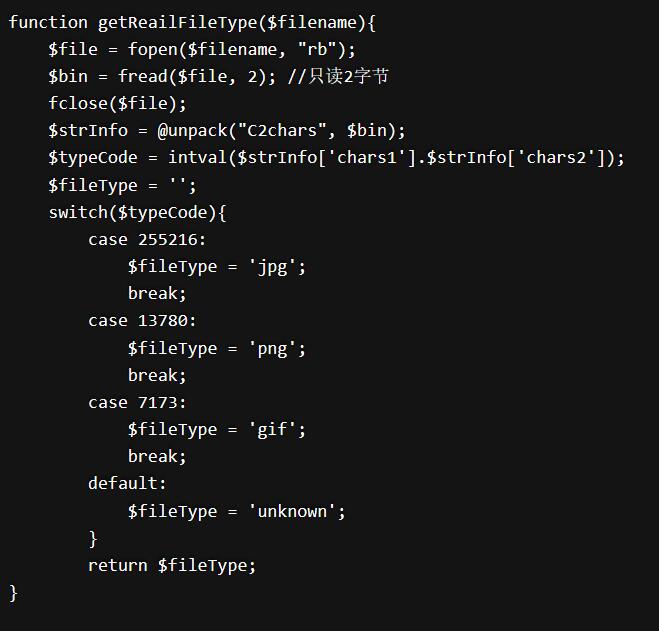 function getReailFileType($filename){
    $file = fopen($filename, "rb");
    $bin = fread($file, 2); //只读2字节
    fclose($file);
    $strInfo = @unpack("C2chars", $bin);
    $typeCode = intval($strInfo['chars1'].$strInfo['chars2']);
    $fileType = '';
    switch($typeCode){
        case 255216:
            $fileType = 'jpg';
            break;
        case 13780:
            $fileType = 'png';
            break;
        case 7173:
            $fileType = 'gif';
            break;
        default:
            $fileType = 'unknown';
        }
        return $fileType;
}